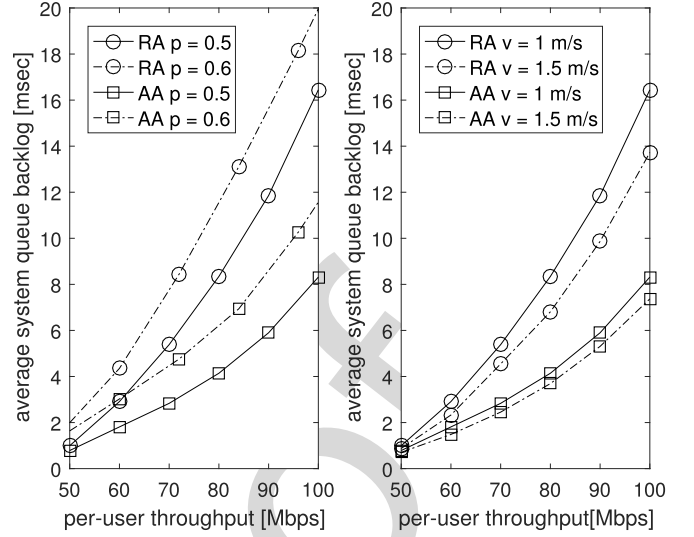 20
18
16
14
12
10
8
6
4
2
0
50
60
70
80
90
100
average system queue backlog [msec]
per-user throughput [Mbps]
RA p = 0.5
RA p = 0.6
AA p = 0.5
AA p = 0.6
20
18
16
14
12
10
8
6
4
2
0
50
60
70
80
90
100
average system queue backlog [msec]
per-user throughput[Mbps]
RA v = 1 m/s
RA v = 1.5 m/s
AA v = 1 m/s
AA v = 1.5 m/s